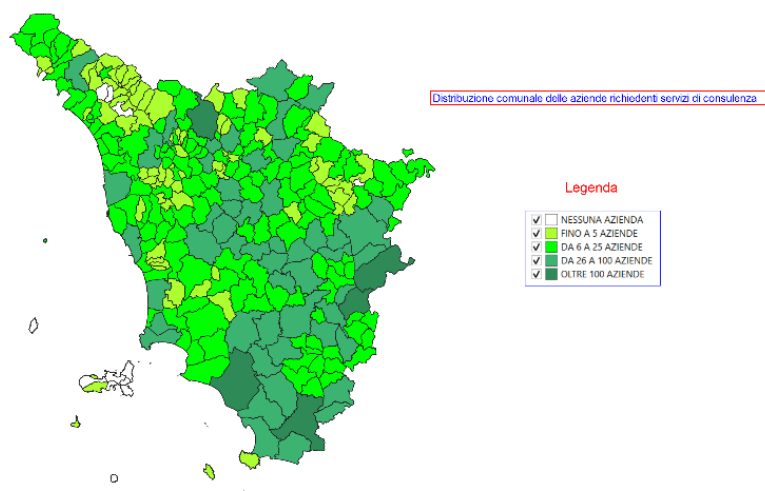 Distribuzione comunale delle aziende richiedenti servizi di consulenza
Legenda
NESSUNA AZIENDA
FINO A 5 AZIENDE
DA 6 A 25 AZIENDE
DA 26 A 100 AZIENDE
OLTRE 100 AZIENDE